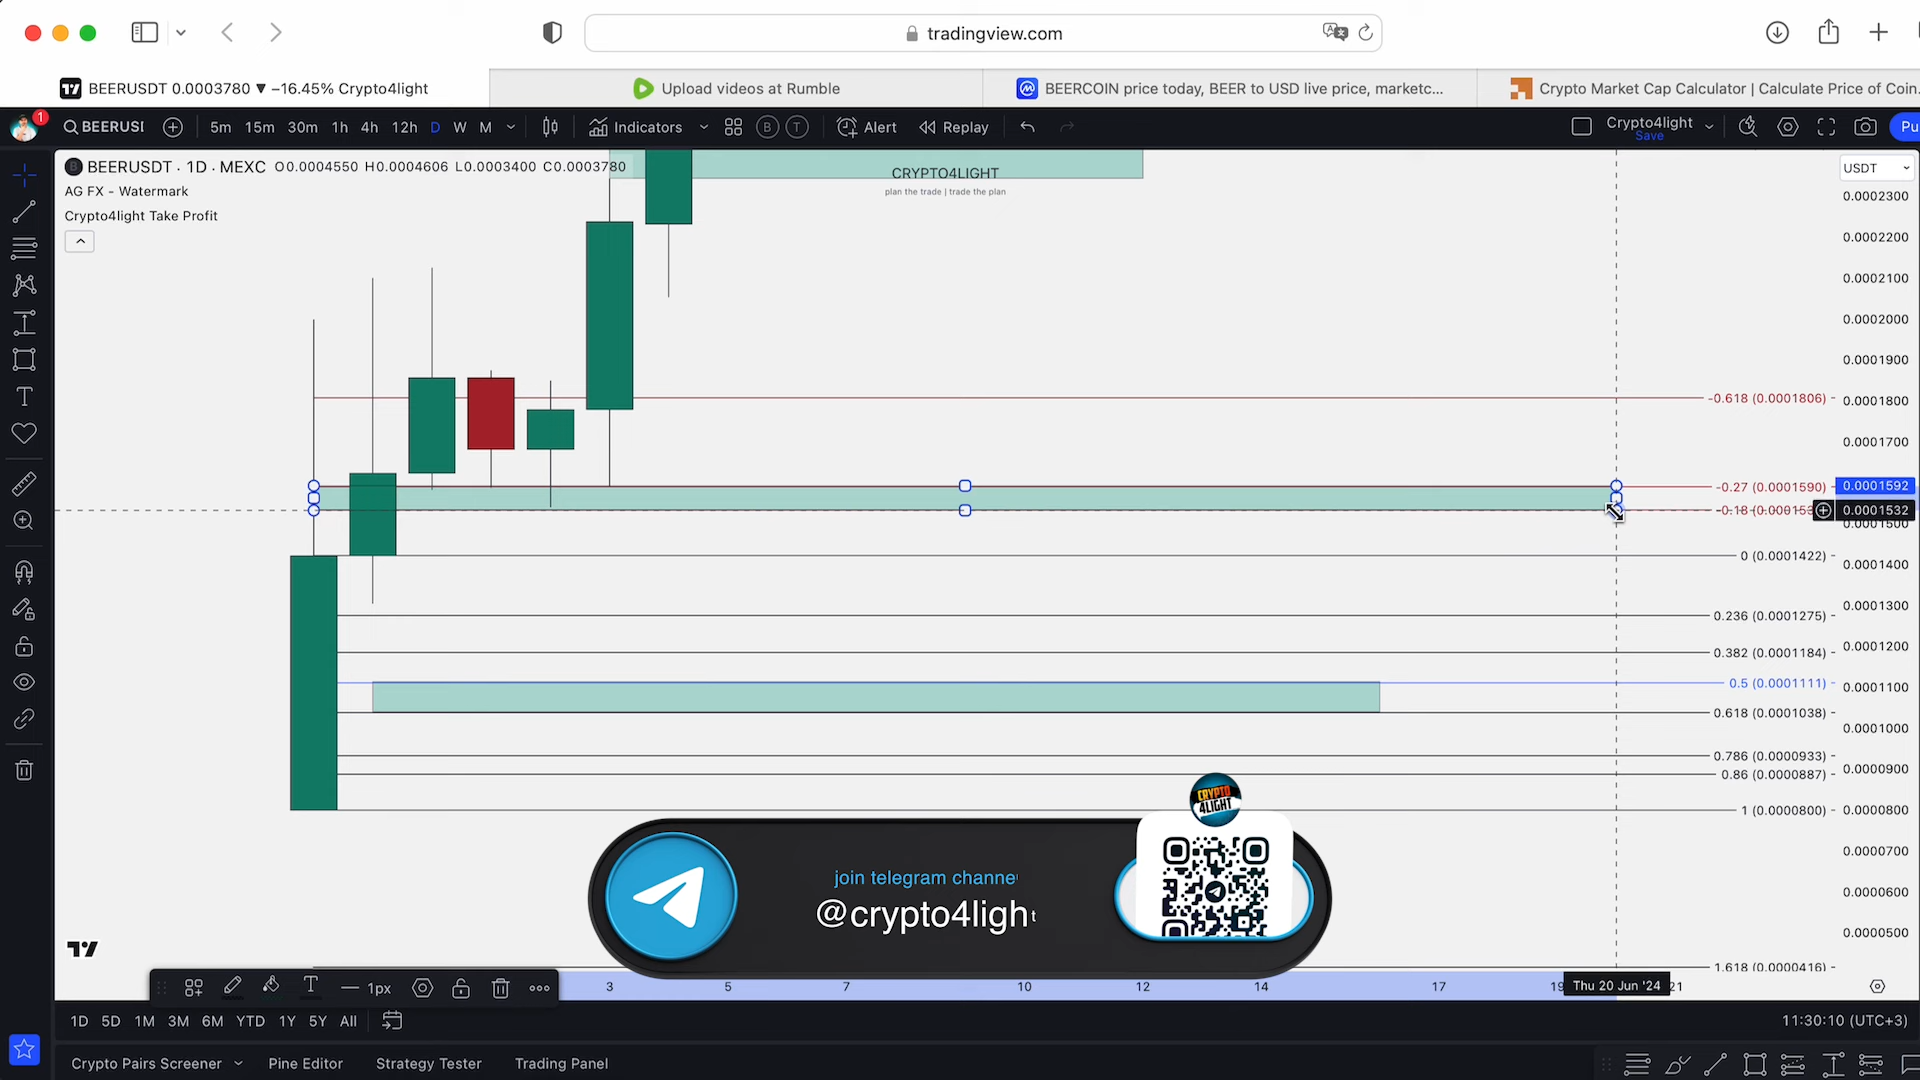 tradingview.com
BEERUSDT 0.0003780 ▼ −16.45% Crypto4light
Upload videos at Rumble
BEERCOIN price today, BEER to USD live price, marketc...
Crypto Market Cap Calculator | Calculate Price of Coin
1
BEERUSI
5m 15m 30m 1h 4h 12h D W M
Indicators
B T
Alert
Replay
Crypto4light
Save
Pu
BEERUSDT · 1D · MEXC O0.0004550 H0.0004606 L0.0003400 C0.0003780
AG FX - Watermark
Crypto4light Take Profit
CRYPTO4LIGHT
plan the trade | trade the plan
USDT
0.0002300
0.0002200
0.0002100
0.0002000
0.0001900
-0.618 (0.0001806)
0.0001800
0.0001700
-0.27 (0.0001590)
0.0001592
0.0001532
0.0001500
0 (0.0001422)
0.0001400
0.0001300
0.236 (0.0001275)
0.382 (0.0001184)
0.0001200
0.5 (0.0001111)
0.0001100
0.618 (0.0001038)
0.0001000
0.786 (0.0000933)
0.86 (0.0000887)
0.0000900
1 (0.0000800)
0.0000800
0.0000700
0.0000600
0.0000500
1.618 (0.0000416)
CRYPTO
4LIGHT
join telegram channe
@crypto4light
1px
3 5 7 10 12 14 17 19 Thu 20 Jun '24 21
1D 5D 1M 3M 6M YTD 1Y 5Y All
11:30:10 (UTC+3)
Crypto Pairs Screener Pine Editor Strategy Tester Trading Panel